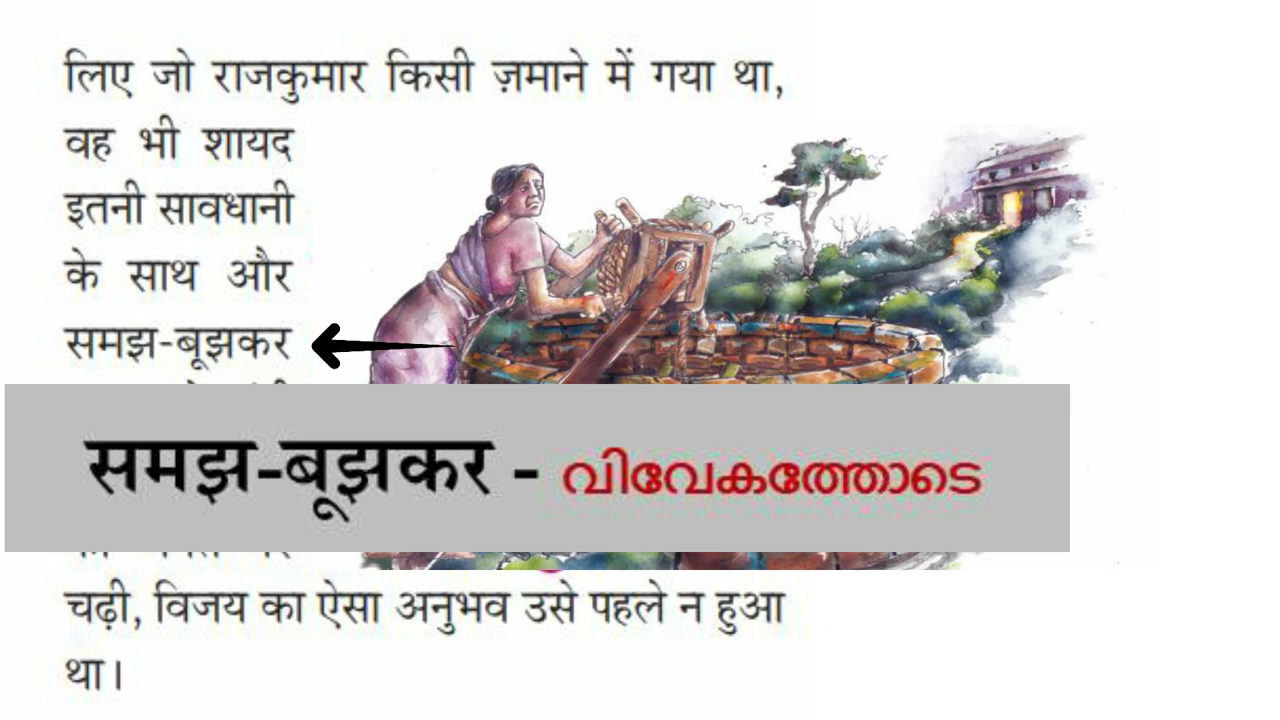 लिए जो राजकुमार किसी ज़माने में गया था,
वह भी शायद
इतनी सावधानी
के साथ और
समझ-बूझकर
समझ-बूझकर - വിവേകത്തോടെ
चढ़ी, विजय का ऐसा अनुभव उसे पहले न हुआ
था।